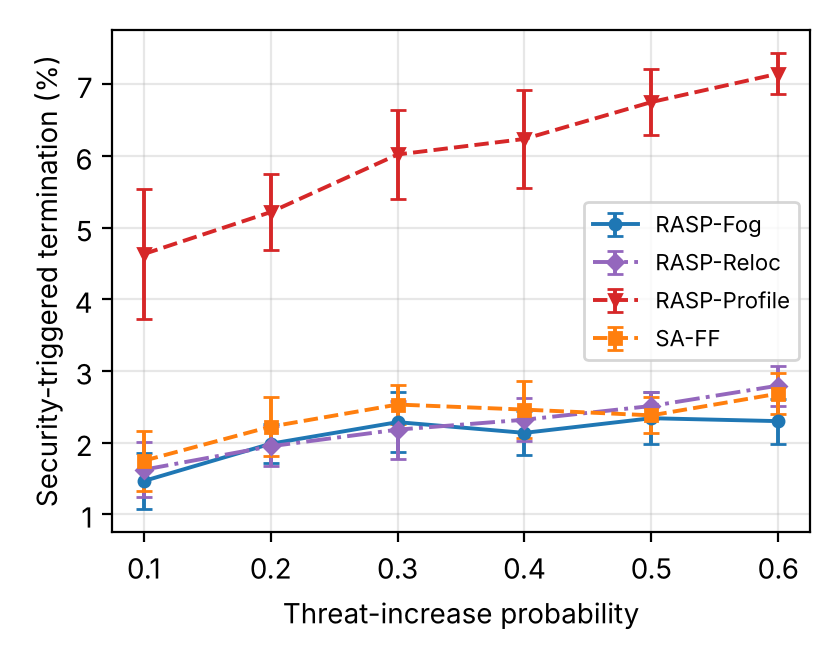 Security-triggered termination (%)
7
6
5
4
3
2
1
RASP-Fog
RASP-Reloc
RASP-Profile
SA-FF
0.1 0.2 0.3 0.4 0.5 0.6
Threat-increase probability